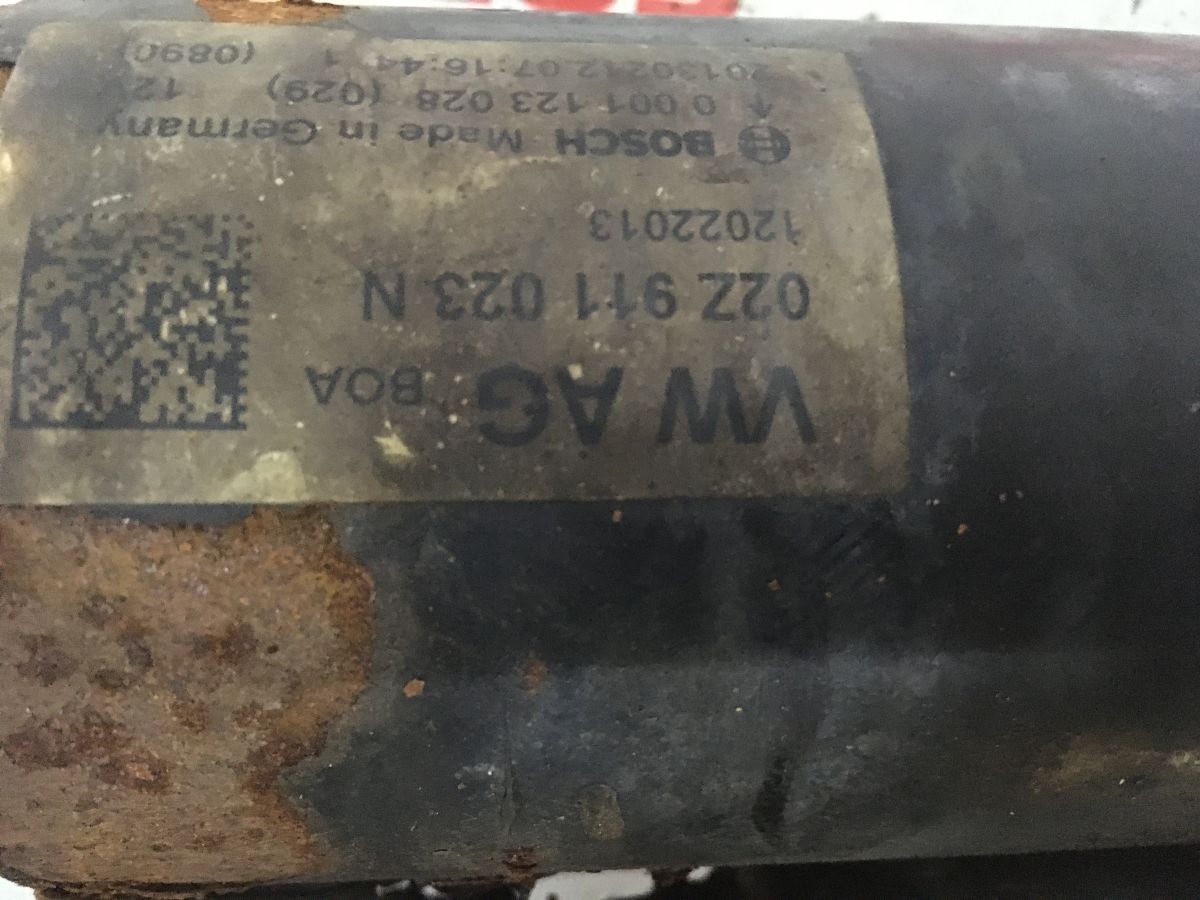 VW AG BOA
02Z 911 023 N
12022013
BOSCH Made in Germany
0 001 123 028 (029) 12V
20130212 07:16:44 1 (0890)